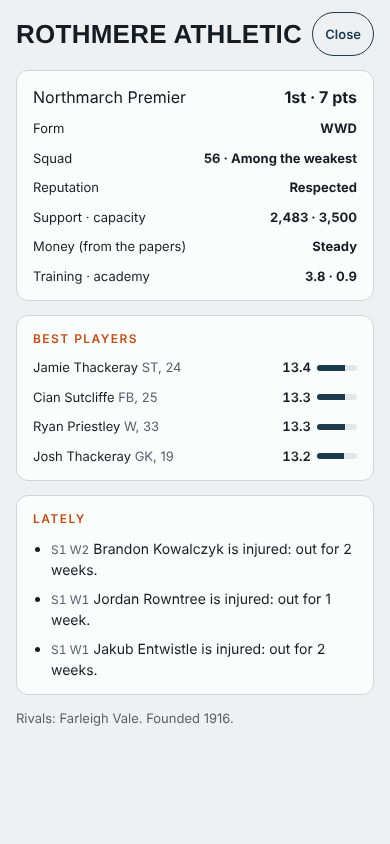 ROTHMERE ATHLETIC Close
Northmarch Premier 1st · 7 pts
Form WWD
Squad 56 · Among the weakest
Reputation Respected
Support · capacity 2,483 · 3,500
Money (from the papers) Steady
Training · academy 3.8 · 0.9
BEST PLAYERS
Jamie Thackeray ST, 24 13.4
Cian Sutcliffe FB, 25 13.3
Ryan Priestley W, 33 13.3
Josh Thackeray GK, 19 13.2
LATELY
• S1 W2 Brandon Kowalczyk is injured: out for 2
weeks.
• S1 W1 Jordan Rowntree is injured: out for 1
week.
• S1 W1 Jakub Entwistle is injured: out for 2
weeks.
Rivals: Farleigh Vale. Founded 1916.